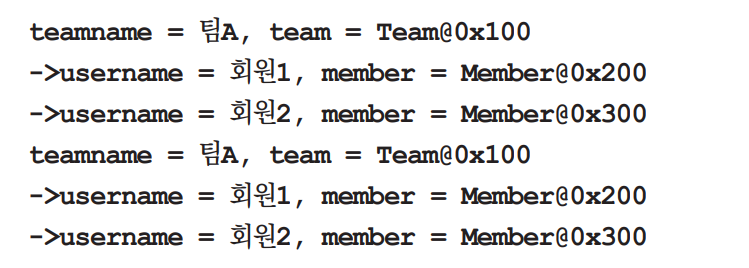 teamname = 팀A, team = Team@0x100
->username = 회원1, member = Member@0x200
->username = 회원2, member = Member@0x300
teamname = 팀A, team = Team@0x100
->username = 회원1, member = Member@0x200
->username = 회원2, member = Member@0x300